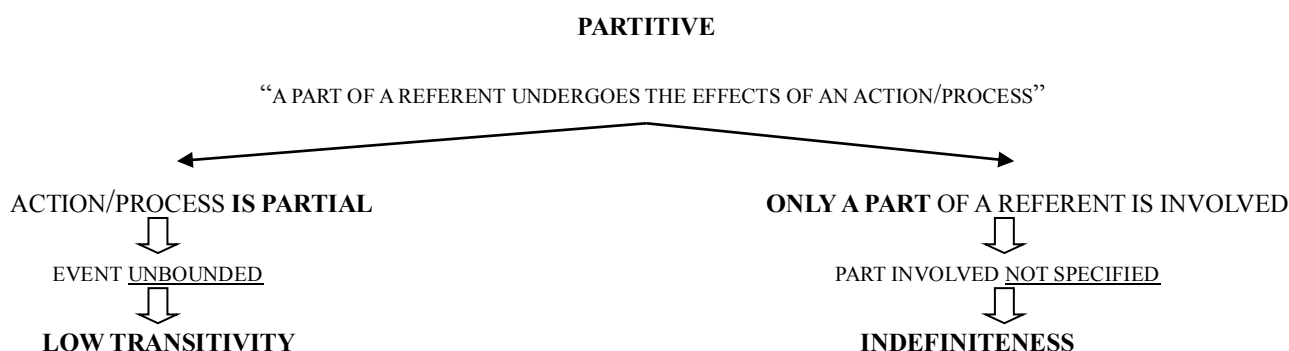 PARTITIVE
“A PART OF A REFERENT UNDERGOES THE EFFECTS OF AN ACTION/PROCESS”
ACTION/PROCESS IS PARTIAL
ONLY A PART OF A REFERENT IS INVOLVED
EVENT UNBOUNDED
PART INVOLVED NOT SPECIFIED
LOW TRANSITIVITY
INDEFINITENESS